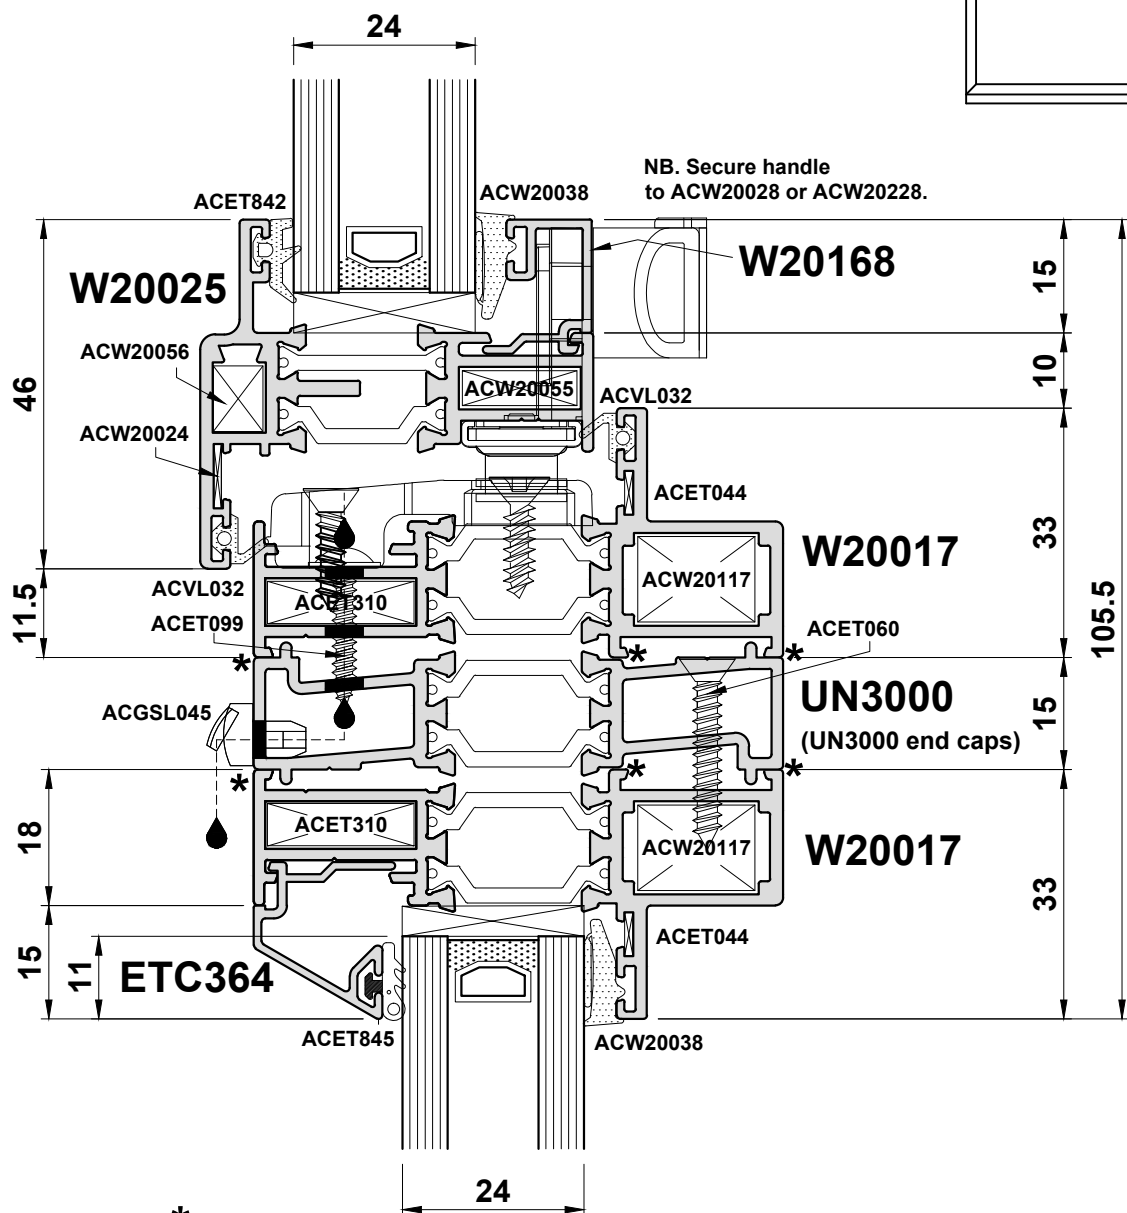 24
NB. Secure handle
to ACW20028 or ACW20228.
ACET842
ACW20038
W20025
W20168
15
ACW20056
46
10
ACW20055
ACVL032
ACW20024
ACET044
33
W20017
105.5
ACVL032
11.5
ACET310
ACW20117
ACET099
ACET060
*
*
*
UN3000
(UN3000 end caps)
15
ACGSL045
*
*
*
18
ACET310
ACW20117
W20017
33
15
11
ETC364
ACET044
ACET845
ACW20038
24
*